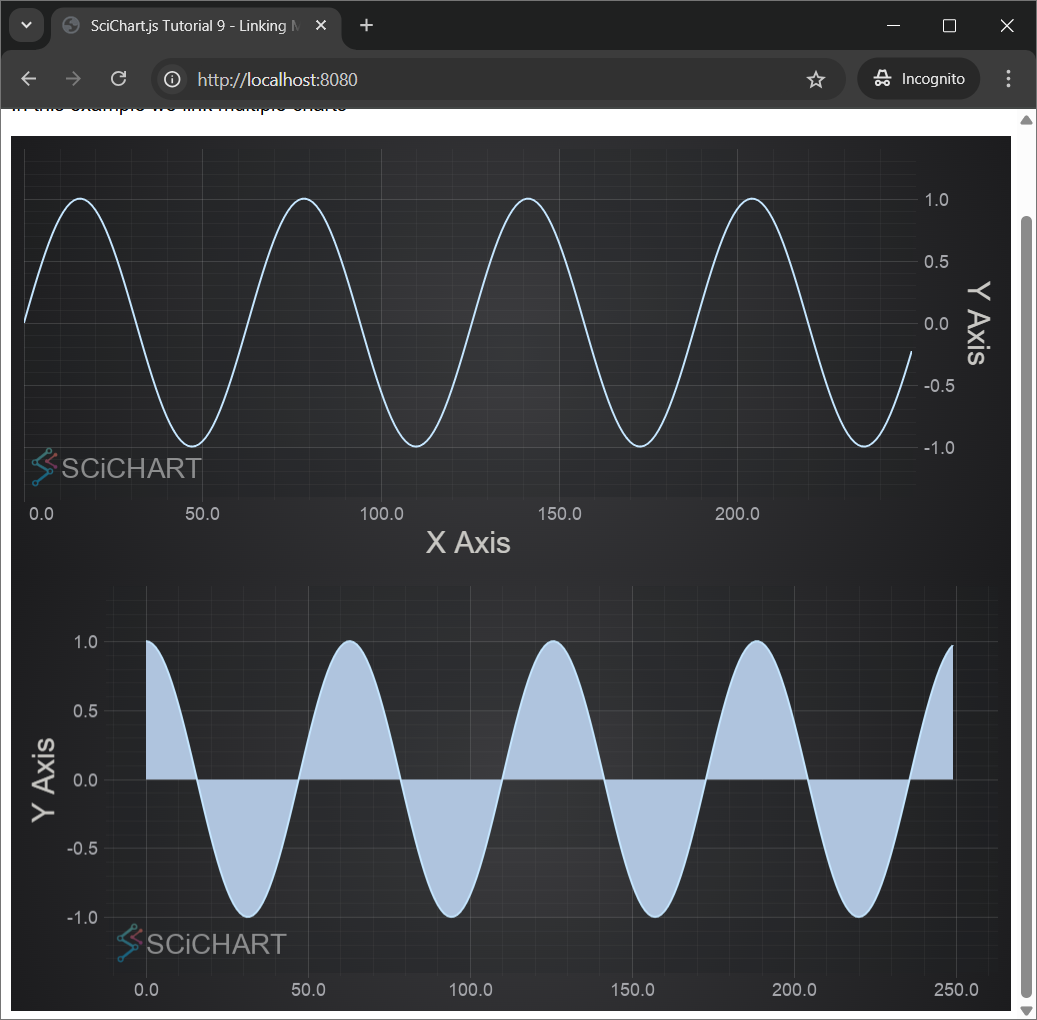 SciChart.js Tutorial 9 - Linking
http://localhost:8080
Incognito
In this example we link multiple charts
1.0
0.5
0.0
-0.5
-1.0
Y Axis
SCiCHART
0.0 50.0 100.0 150.0 200.0
X Axis
1.0
0.5
0.0
-0.5
-1.0
Y Axis
SCiCHART
0.0 50.0 100.0 150.0 200.0 250.0